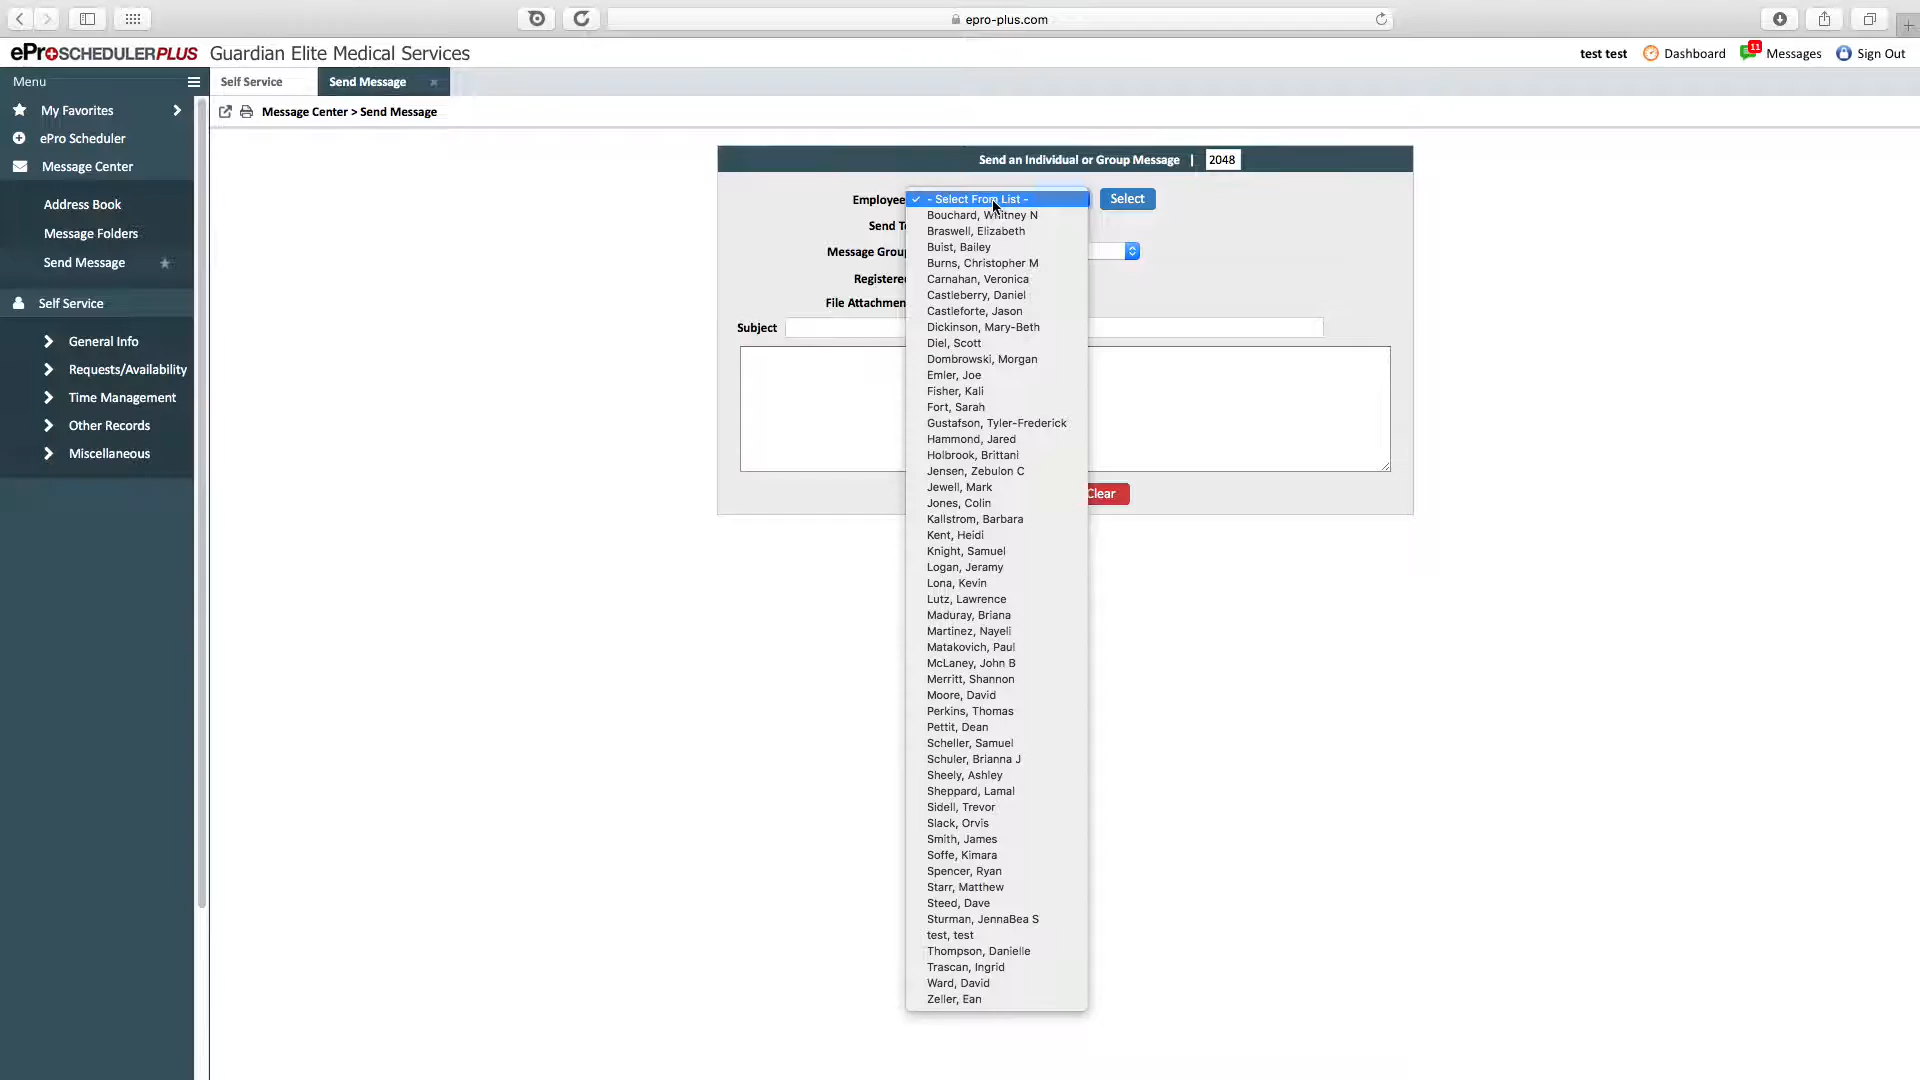 epro-plus.com
ePrOSCHEDULERPLUS Guardian Elite Medical Services
test test Dashboard 11 Messages Sign Out
Menu
Self Service
Send Message
Message Center > Send Message
My Favorites
ePro Scheduler
Message Center
Address Book
Message Folders
Send Message
Self Service
General Info
Requests/Availability
Time Management
Other Records
Miscellaneous
Send an Individual or Group Message | 2048
Employee
Select
Send T
Message Grou
Registered
File Attachmen
Subject
Clear
- Select From List -
Bouchard, Whitney N
Braswell, Elizabeth
Buist, Bailey
Burns, Christopher M
Carnahan, Veronica
Castleberry, Daniel
Castleforte, Jason
Dickinson, Mary-Beth
Diel, Scott
Dombrowski, Morgan
Emler, Joe
Fisher, Kali
Fort, Sarah
Gustafson, Tyler-Frederick
Hammond, Jared
Holbrook, Brittani
Jensen, Zebulon C
Jewell, Mark
Jones, Colin
Kallstrom, Barbara
Kent, Heidi
Knight, Samuel
Logan, Jeramy
Lona, Kevin
Lutz, Lawrence
Maduray, Briana
Martinez, Nayeli
Matakovich, Paul
McLaney, John B
Merritt, Shannon
Moore, David
Perkins, Thomas
Pettit, Dean
Scheller, Samuel
Schuler, Brianna J
Sheely, Ashley
Sheppard, Lamal
Sidell, Trevor
Slack, Orvis
Smith, James
Soffe, Kimara
Spencer, Ryan
Starr, Matthew
Steed, Dave
Sturman, JennaBea S
test, test
Thompson, Danielle
Trascan, Ingrid
Ward, David
Zeller, Ean